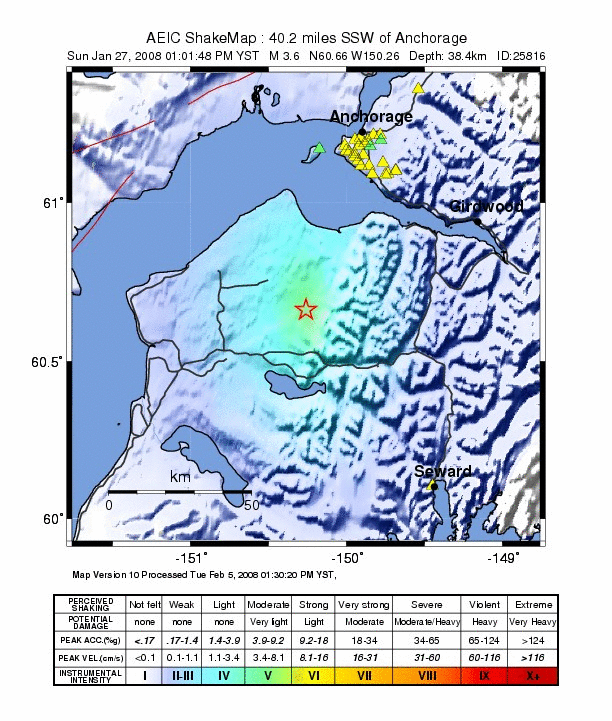 AEIC ShakeMap : 40.2 miles SSW of Anchorage
Sun Jan 27, 2008 01:01:48 PM YST M 3.6 N60.66 W150.26 Depth: 38.4km ID:25816
Anchorage
61°
Girdwood
60.5°
Seward
km
0 50
60°
-151° -150° -149°
Map Version 10 Processed Tue Feb 5, 2008 01:30:20 PM YST,
PERCEIVED SHAKING Not felt Weak Light Moderate Strong Very strong Severe Violent Extreme
POTENTIAL DAMAGE none none none Very light Light Moderate Moderate/Heavy Heavy Very Heavy
PEAK ACC.(%g) <.17 .17-1.4 1.4-3.9 3.9-9.2 9.2-18 18-34 34-65 65-124 >124
PEAK VEL.(cm/s) <0.1 0.1-1.1 1.1-3.4 3.4-8.1 8.1-16 16-31 31-60 60-116 >116
INSTRUMENTAL INTENSITY I II-III IV V VI VII VIII IX X+